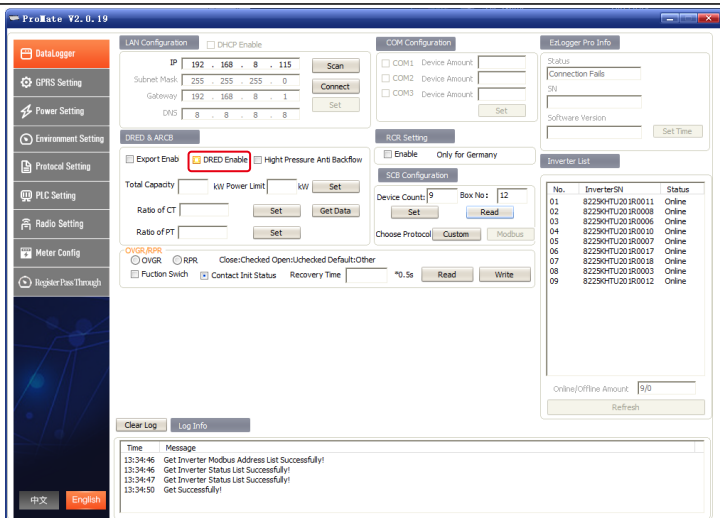 ProMate V2.0.19
DataLogger
GPRS Setting
Power Setting
Environment Setting
Protocol Setting
PLC Setting
Radio Setting
Meter Config
RegisterPassThrough
中文 English
LAN Configuration DHCP Enable
IP 192 . 168 . 8 . 115 Scan
Subnet Mask 255 . 255 . 255 . 0 Connect
Gateway 192 . 168 . 8 . 1
Set
DNS 8 . 8 . 8 . 8
COM Configuration
COM1 Device Amount
COM2 Device Amount
COM3 Device Amount
Set
EzLogger Pro Info
Status
Connection Fails
SN
Software Version
Set Time
DRED & ARCB
Export Enab DRED Enable Hight Pressure Anti Backflow
Total Capacity kW Power Limit kW Set
Ratio of CT Set Get Data
Ratio of PT Set
RCR Setting
Enable Only for Germany
SCB Configuration
Device Count: 9 Box No: 12
Set Read
Choose Protocol Custom Modbus
OVGR/RPR
OVGR RPR Close:Checked Open:Uchecked Default:Other
Fuction Swich Contact Init Status Recovery Time *0.5s Read Write
Inverter List
No. InverterSN Status
01 8225KHTU201R0011 Online
02 8225KHTU201R0008 Online
03 8225KHTU201R0006 Online
04 8225KHTU201R0010 Online
05 8225KHTU201R0007 Online
06 8225KHTU201R0017 Online
07 8225KHTU201R0018 Online
08 8225KHTU201R0003 Online
09 8225KHTU201R0012 Online
Online/Offline Amount 9/0
Refresh
Clear Log Log Info
Time Message
13:34:46 Get Inverter Modbus Address List Successfully!
13:34:46 Get Inverter Status List Successfully!
13:34:47 Get Inverter Status List Successfully!
13:34:50 Get Successfully!